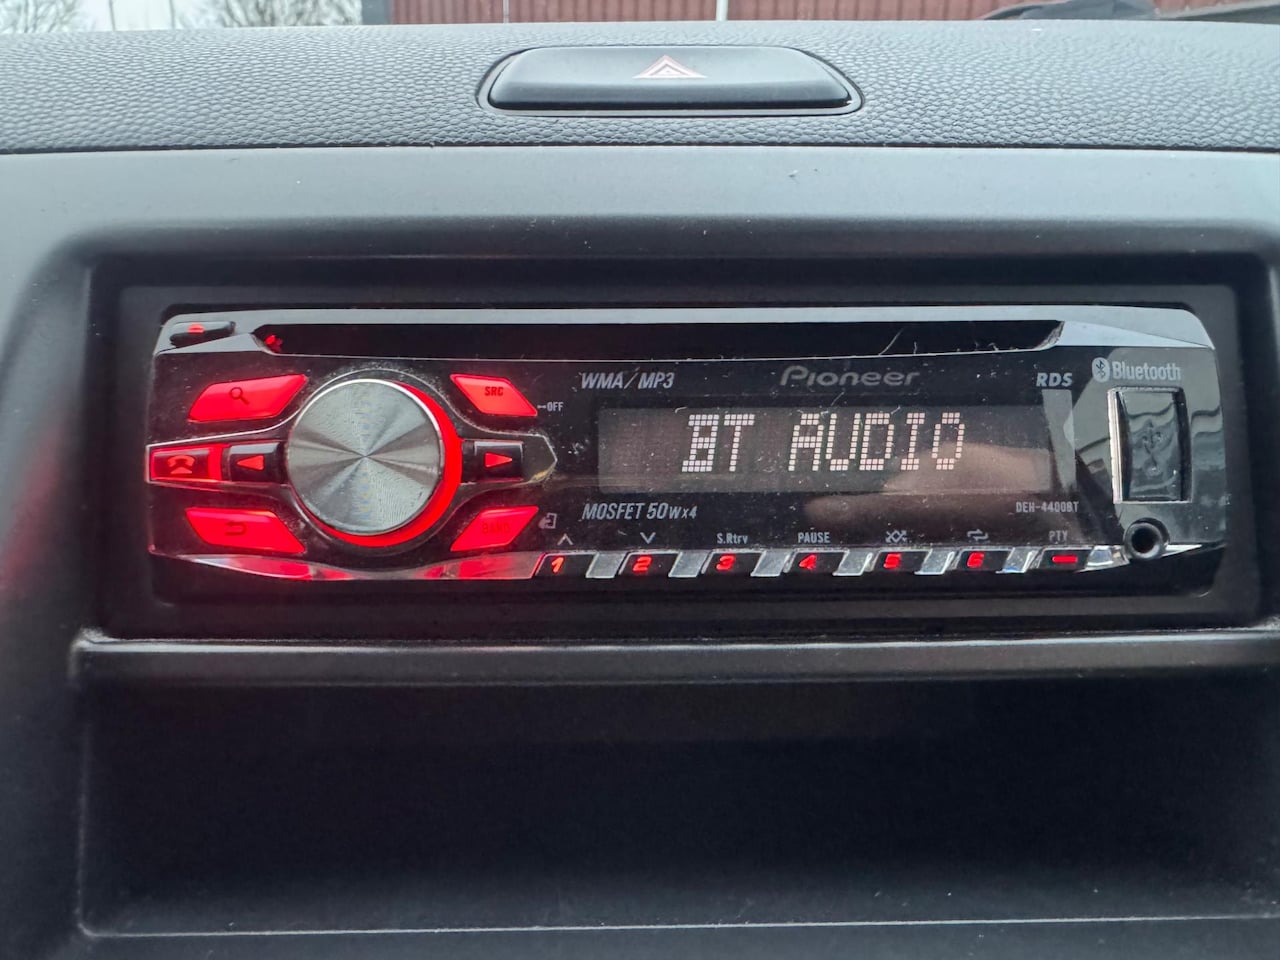 WMA/MP3
Pioneer
RDS
Bluetooth
SRC
OFF
BT AUDIO
MOSFET 50Wx4
DEH-4400BT
BAND
S.Rtrv
PAUSE
PTY
1
2
3
4
5
6